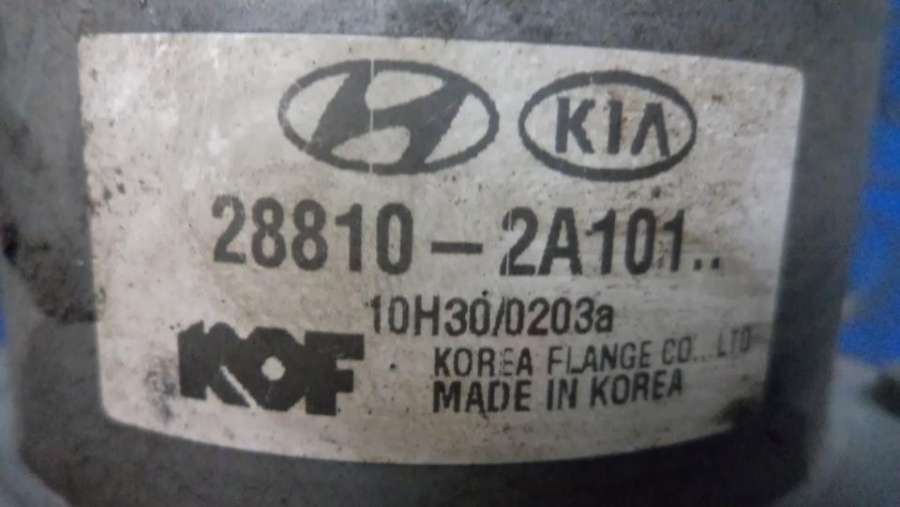 KIA
28810-2A101..
10H30/0203a
KOF
KOREA FLANGE CO.,.LTD
MADE IN KOREA